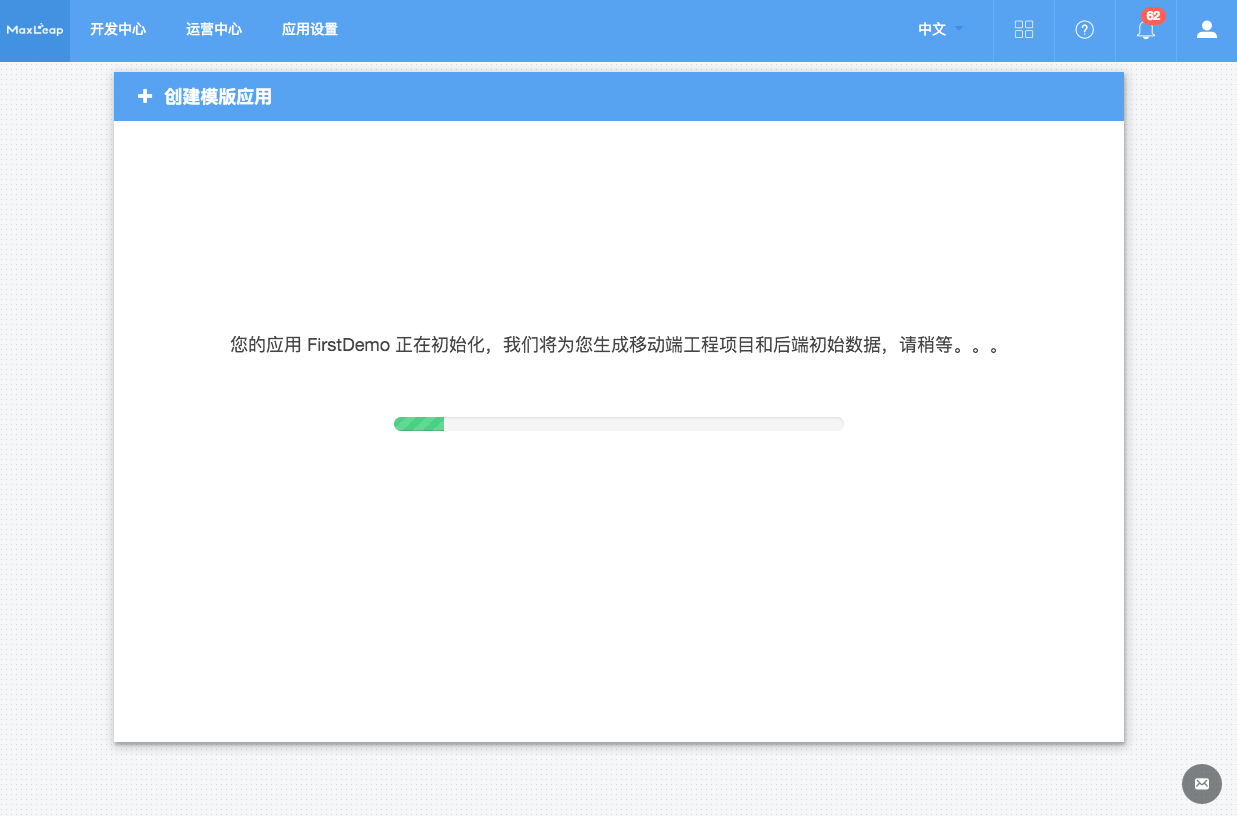 MaxLeap 开发中心 运营中心 应用设置 中文 62
创建模版应用
您的应用 FirstDemo 正在初始化，我们将为您生成移动端工程项目和后端初始数据，请稍等。。。